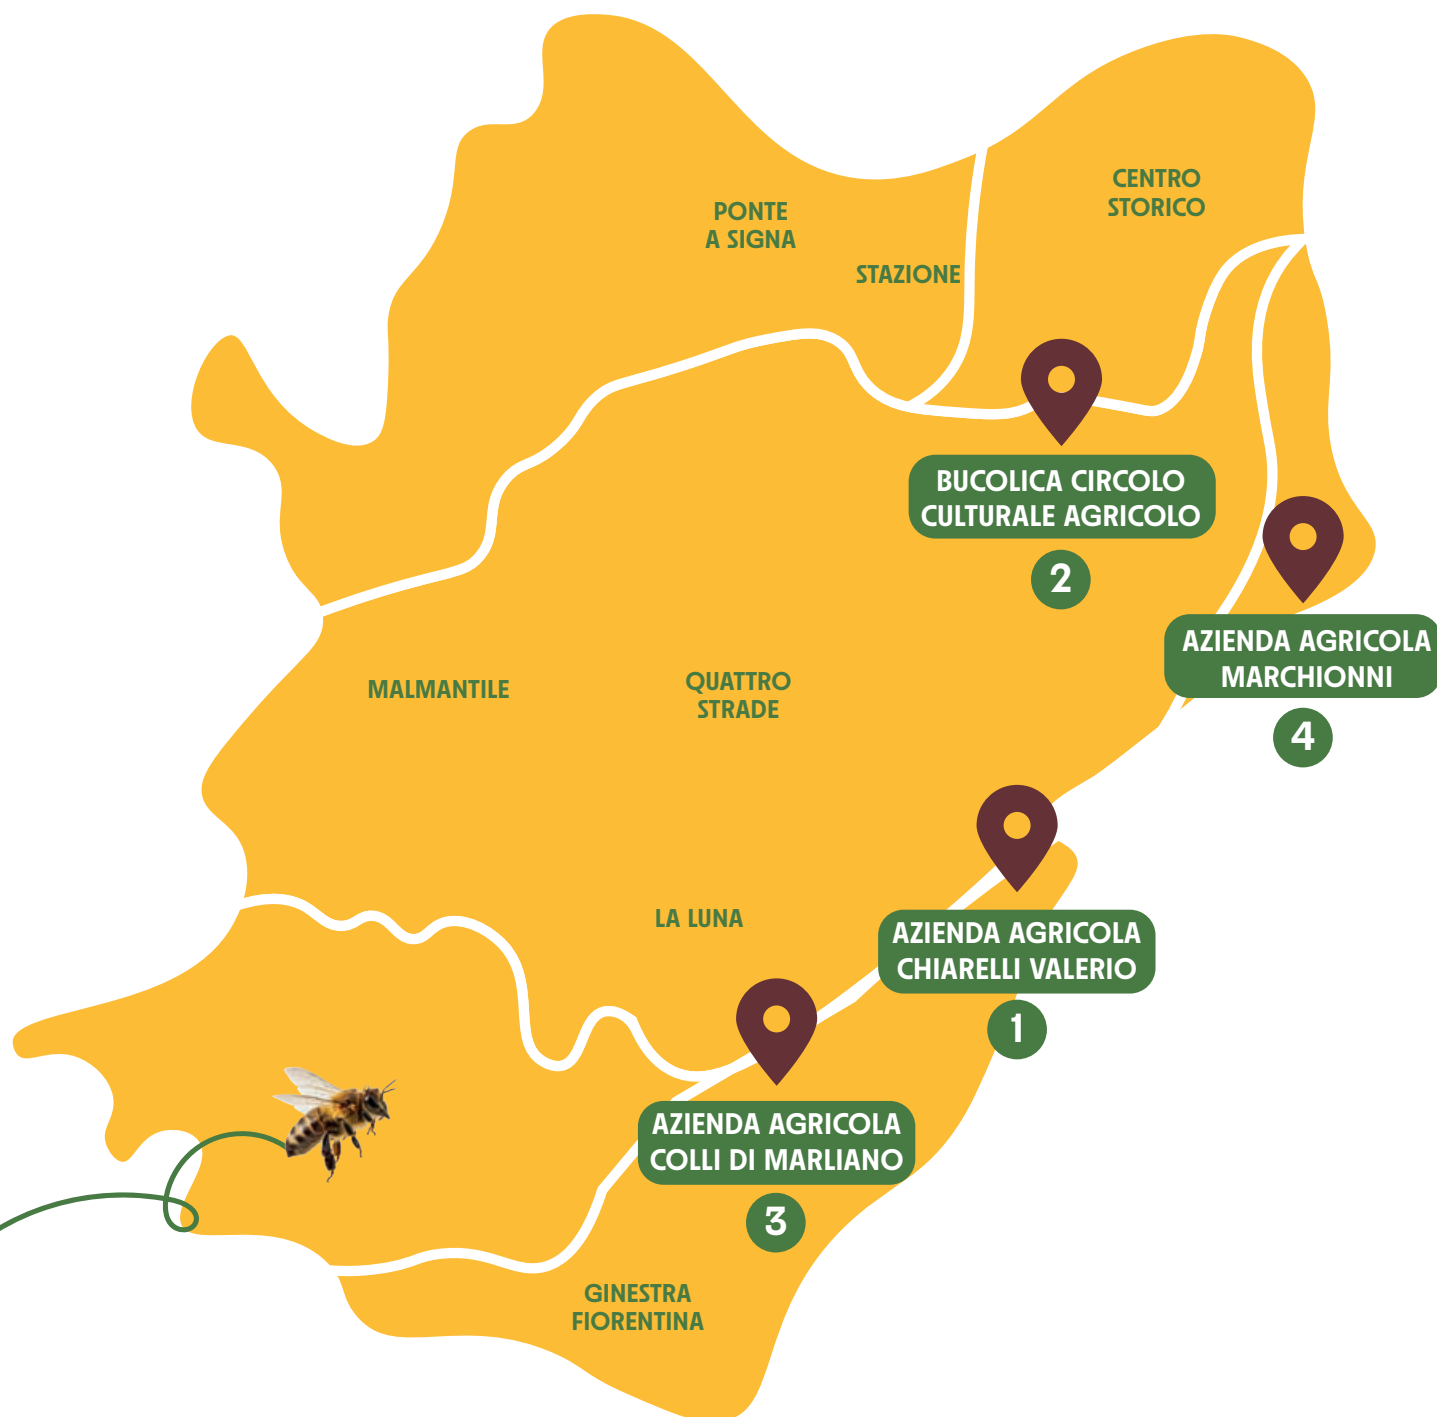 CENTRO
STORICO
PONTE
A SIGNA
STAZIONE
BUCOLICA CIRCOLO
CULTURALE AGRICOLO
2
AZIENDA AGRICOLA
MARCHIONNI
4
MALMANTILE
QUATTRO
STRADE
LA LUNA
AZIENDA AGRICOLA
CHIARELLI VALERIO
1
AZIENDA AGRICOLA
COLLI DI MARLIANO
3
GINESTRA
FIORENTINA